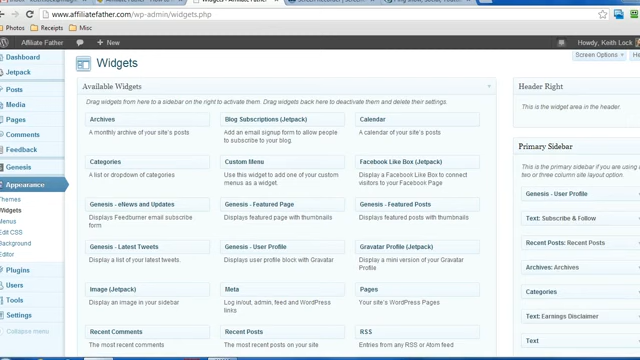 Widgets - Affiliate Father
www.affiliatefather.com/wp-admin/widgets.php
Photos
Receipts
Misc
Affiliate Father
+ New
Howdy, Keith Lock
Dashboard
Jetpack
Posts
Media
Pages
Comments
Feedback
Genesis
Appearance
Themes
Widgets
Menus
Edit CSS
Background
Editor
Plugins
Users
Tools
Settings
Collapse menu
Screen Options
Widgets
Available Widgets
Drag widgets from here to a sidebar on the right to activate them. Drag widgets back here to deactivate them and delete their settings.
Archives
A monthly archive of your site's posts
Blog Subscriptions (Jetpack)
Add an email signup form to allow people
to subscribe to your blog.
Calendar
A calendar of your site's posts
Categories
A list or dropdown of categories
Custom Menu
Use this widget to add one of your custom
menus as a widget.
Facebook Like Box (Jetpack)
Display a Facebook Like Box to connect
visitors to your Facebook Page
Genesis - eNews and Updates
Displays Feedburner email subscribe
form
Genesis - Featured Page
Displays featured page with thumbnails
Genesis - Featured Posts
Displays featured posts with thumbnails
Genesis - Latest Tweets
Display a list of your latest tweets.
Genesis - User Profile
Displays user profile block with Gravatar
Gravatar Profile (Jetpack)
Display a mini version of your Gravatar
Profile
Image (Jetpack)
Display an image in your sidebar
Meta
Log in/out, admin, feed and WordPress
links
Pages
Your site's WordPress Pages
Recent Comments
The most recent comments
Recent Posts
The most recent posts on your site
RSS
Entries from any RSS or Atom feed
Header Right
This is the widget area in the header.
Primary Sidebar
This is the primary sidebar if you are using a
two or three column site layout option.
Genesis - User Profile
Text: Subscribe & Follow
Recent Posts: Recent Posts
Archives: Archives
Categories
Text: Earnings Disclaimer
Text